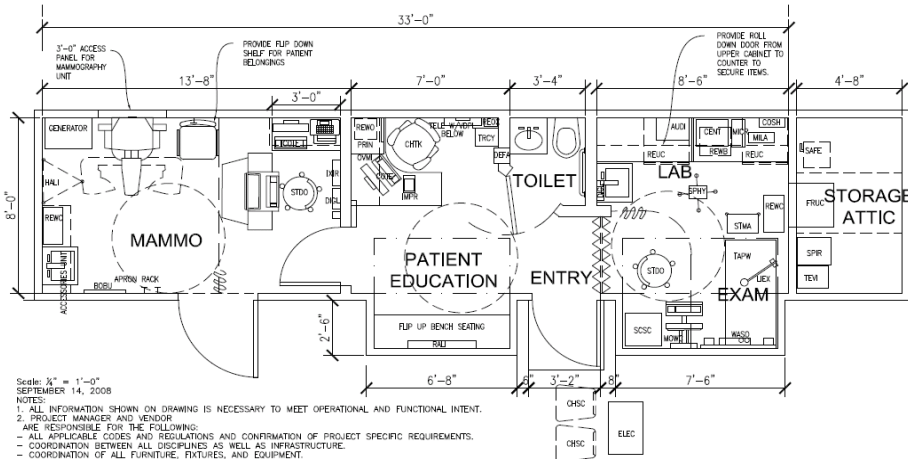 33'-0"
3'-0" ACCESS
PANEL FOR
MAMMOGRAPHY
UNIT
PROVIDE FLIP DOWN
SHELF FOR PATIENT
BELONGINGS
PROVIDE ROLL
DOWN DOOR FROM
UPPER CABINET TO
COUNTER TO
SECURE ITEMS.
13'-8"
7'-0"
3'-4"
8'-6"
4'-8"
3'-0"
8'-0"
GENERATOR
HALI
REWC
ACCESSORIES UNIT
BOBU
APRON RACK
MAMMO
STDO
DIGL
REWO
PRIN
CHTK
BELOW
TRCY
DEFA
IMPR
TOILET
PATIENT
EDUCATION
ENTRY
FLIP UP BENCH SEATING
RALI
AUDI
CENT
MICR
COSH
MILA
REUC
REWB
REUC
LAB
SPHY
STMA
REWC
STDO
TAPW
EXAM
SCSC
MOWC
WASO
SAFE
FRUC
STORAGE
ATTIC
SPIR
TEVI
2'-6"
6'-8"
6"
3'-2"
8"
7'-6"
CHSC
CHSC
ELEC
Scale: ¼" = 1'-0"
SEPTEMBER 14, 2008
NOTES:
1. ALL INFORMATION SHOWN ON DRAWING IS NECESSARY TO MEET OPERATIONAL AND FUNCTIONAL INTENT.
2. PROJECT MANAGER AND VENDOR
ARE RESPONSIBLE FOR THE FOLLOWING:
- ALL APPLICABLE CODES AND REGULATIONS AND CONFIRMATION OF PROJECT SPECIFIC REQUIREMENTS.
- COORDINATION BETWEEN ALL DISCIPLINES AS WELL AS INFRASTRUCTURE.
- COORDINATION OF ALL FURNITURE, FIXTURES, AND EQUIPMENT.